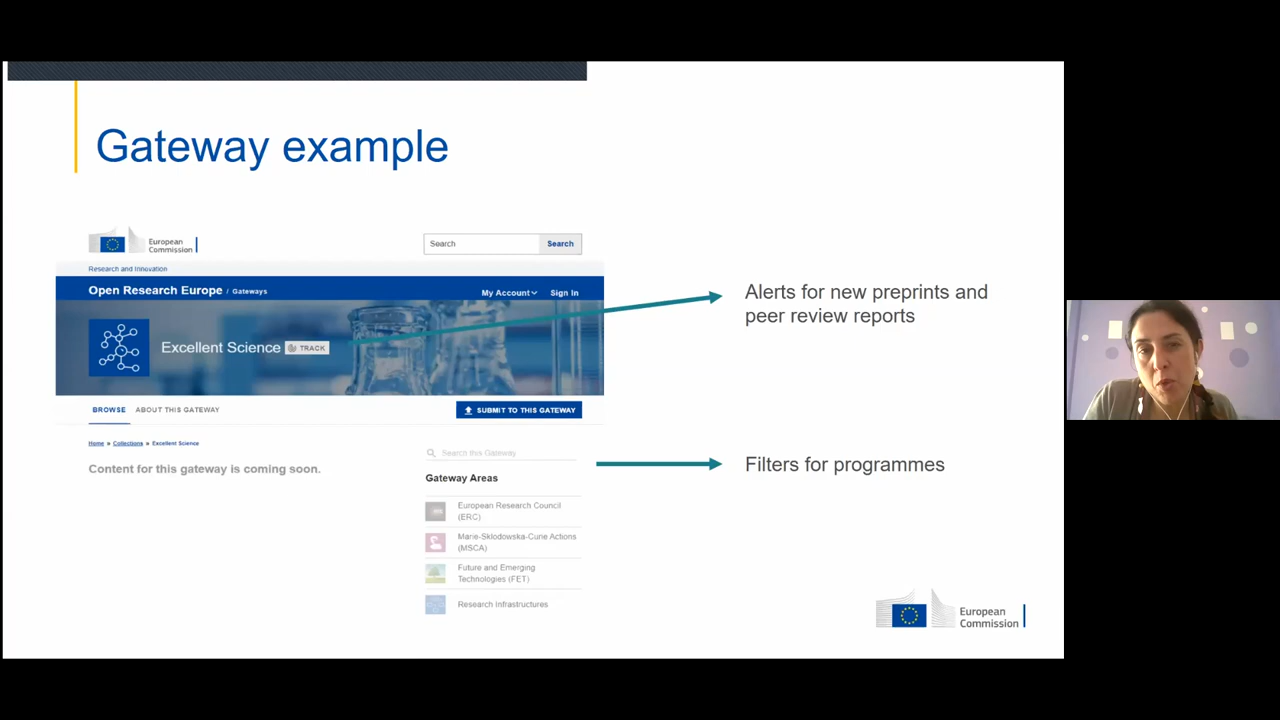 Gateway example
European
Commission
Search
Search
Research and Innovation
Open Research Europe / Gateways
My Account
Sign In
Excellent Science
TRACK
Alerts for new preprints and
peer review reports
BROWSE
ABOUT THIS GATEWAY
SUBMIT TO THIS GATEWAY
Home » Collections » Excellent Science
Content for this gateway is coming soon.
Search this Gateway
Filters for programmes
Gateway Areas
European Research Council
(ERC)
Marie-Sklodowska-Curie Actions
(MSCA)
Future and Emerging
Technologies (FET)
Research Infrastructures
European
Commission